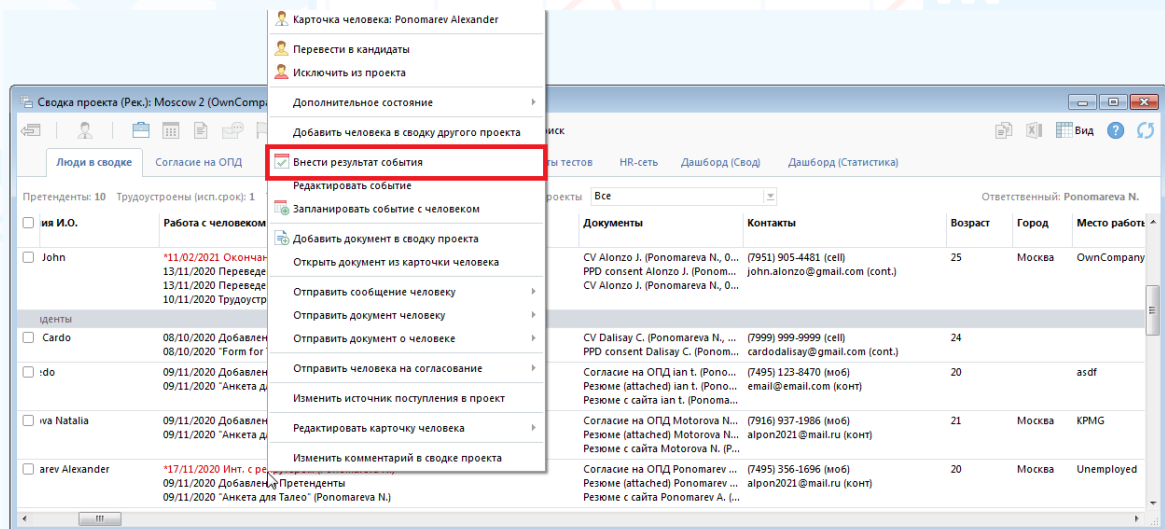 Карточка человека: Ponomarev Alexander
Перевести в кандидаты
Исключить из проекта
Дополнительное состояние
Добавить человека в сводку другого проекта
Внести результат события
Редактировать событие
Запланировать событие с человеком
Добавить документ в сводку проекта
Открыть документ из карточки человека
Отправить сообщение человеку
Отправить документ человеку
Отправить документ о человеке
Отправить человека на согласование
Изменить источник поступления в проект
Редактировать карточку человека
Изменить комментарий в сводке проекта
Сводка проекта (Рек.): Moscow 2 (OwnCompa
иск
Вид
Люди в сводке Согласие на ОПД ты тестов HR-сеть Дашборд (Свод) Дашборд (Статистика)
Претенденты: 10 Трудоустроены (исп.срок): 1 роекты Все Ответственный: Ponomareva N.
ия И.О. Работа с человеком Документы Контакты Возраст Город Место работь
John *11/02/2021 Окончан CV Alonzo J. (Ponomareva N., 0... (7951) 905-4481 (cell) 25 Москва OwnCompany
13/11/2020 Переведе PPD consent Alonzo J. (Ponom... john.alonzo@gmail.com (cont.)
13/11/2020 Переведе CV Alonzo J. (Ponomareva N., 0...
10/11/2020 Трудоустр
иденты
Cardo 08/10/2020 Добавлен CV Dalisay C. (Ponomareva N., ... (7999) 999-9999 (cell) 24
08/10/2020 "Form for PPD consent Dalisay C. (Ponom... cardodalisay@gmail.com (cont.)
do 09/11/2020 Добавлен Согласие на ОПД ian t. (Pono... (7495) 123-8470 (моб) 20 asdf
09/11/2020 "Анкета д Резюме (attached) ian t. (Pono... email@email.com (конт)
Резюме с сайта ian t. (Ponoma...
va Natalia 09/11/2020 Добавлен Согласие на ОПД Motorova N... (7916) 937-1986 (моб) 21 Москва KPMG
09/11/2020 "Анкета д Резюме (attached) Motorova N... alpon2021@mail.ru (конт)
Резюме с сайта Motorova N. (P...
arev Alexander *17/11/2020 Инт. с Согласие на ОПД Ponomarev ... (7495) 356-1696 (моб) 20 Москва Unemployed
09/11/2020 Добавлен Претенденты Резюме (attached) Ponomarev ... alpon2021@mail.ru (конт)
09/11/2020 "Анкета для Талео" (Ponomareva N.) Резюме с сайта Ponomarev A. (...